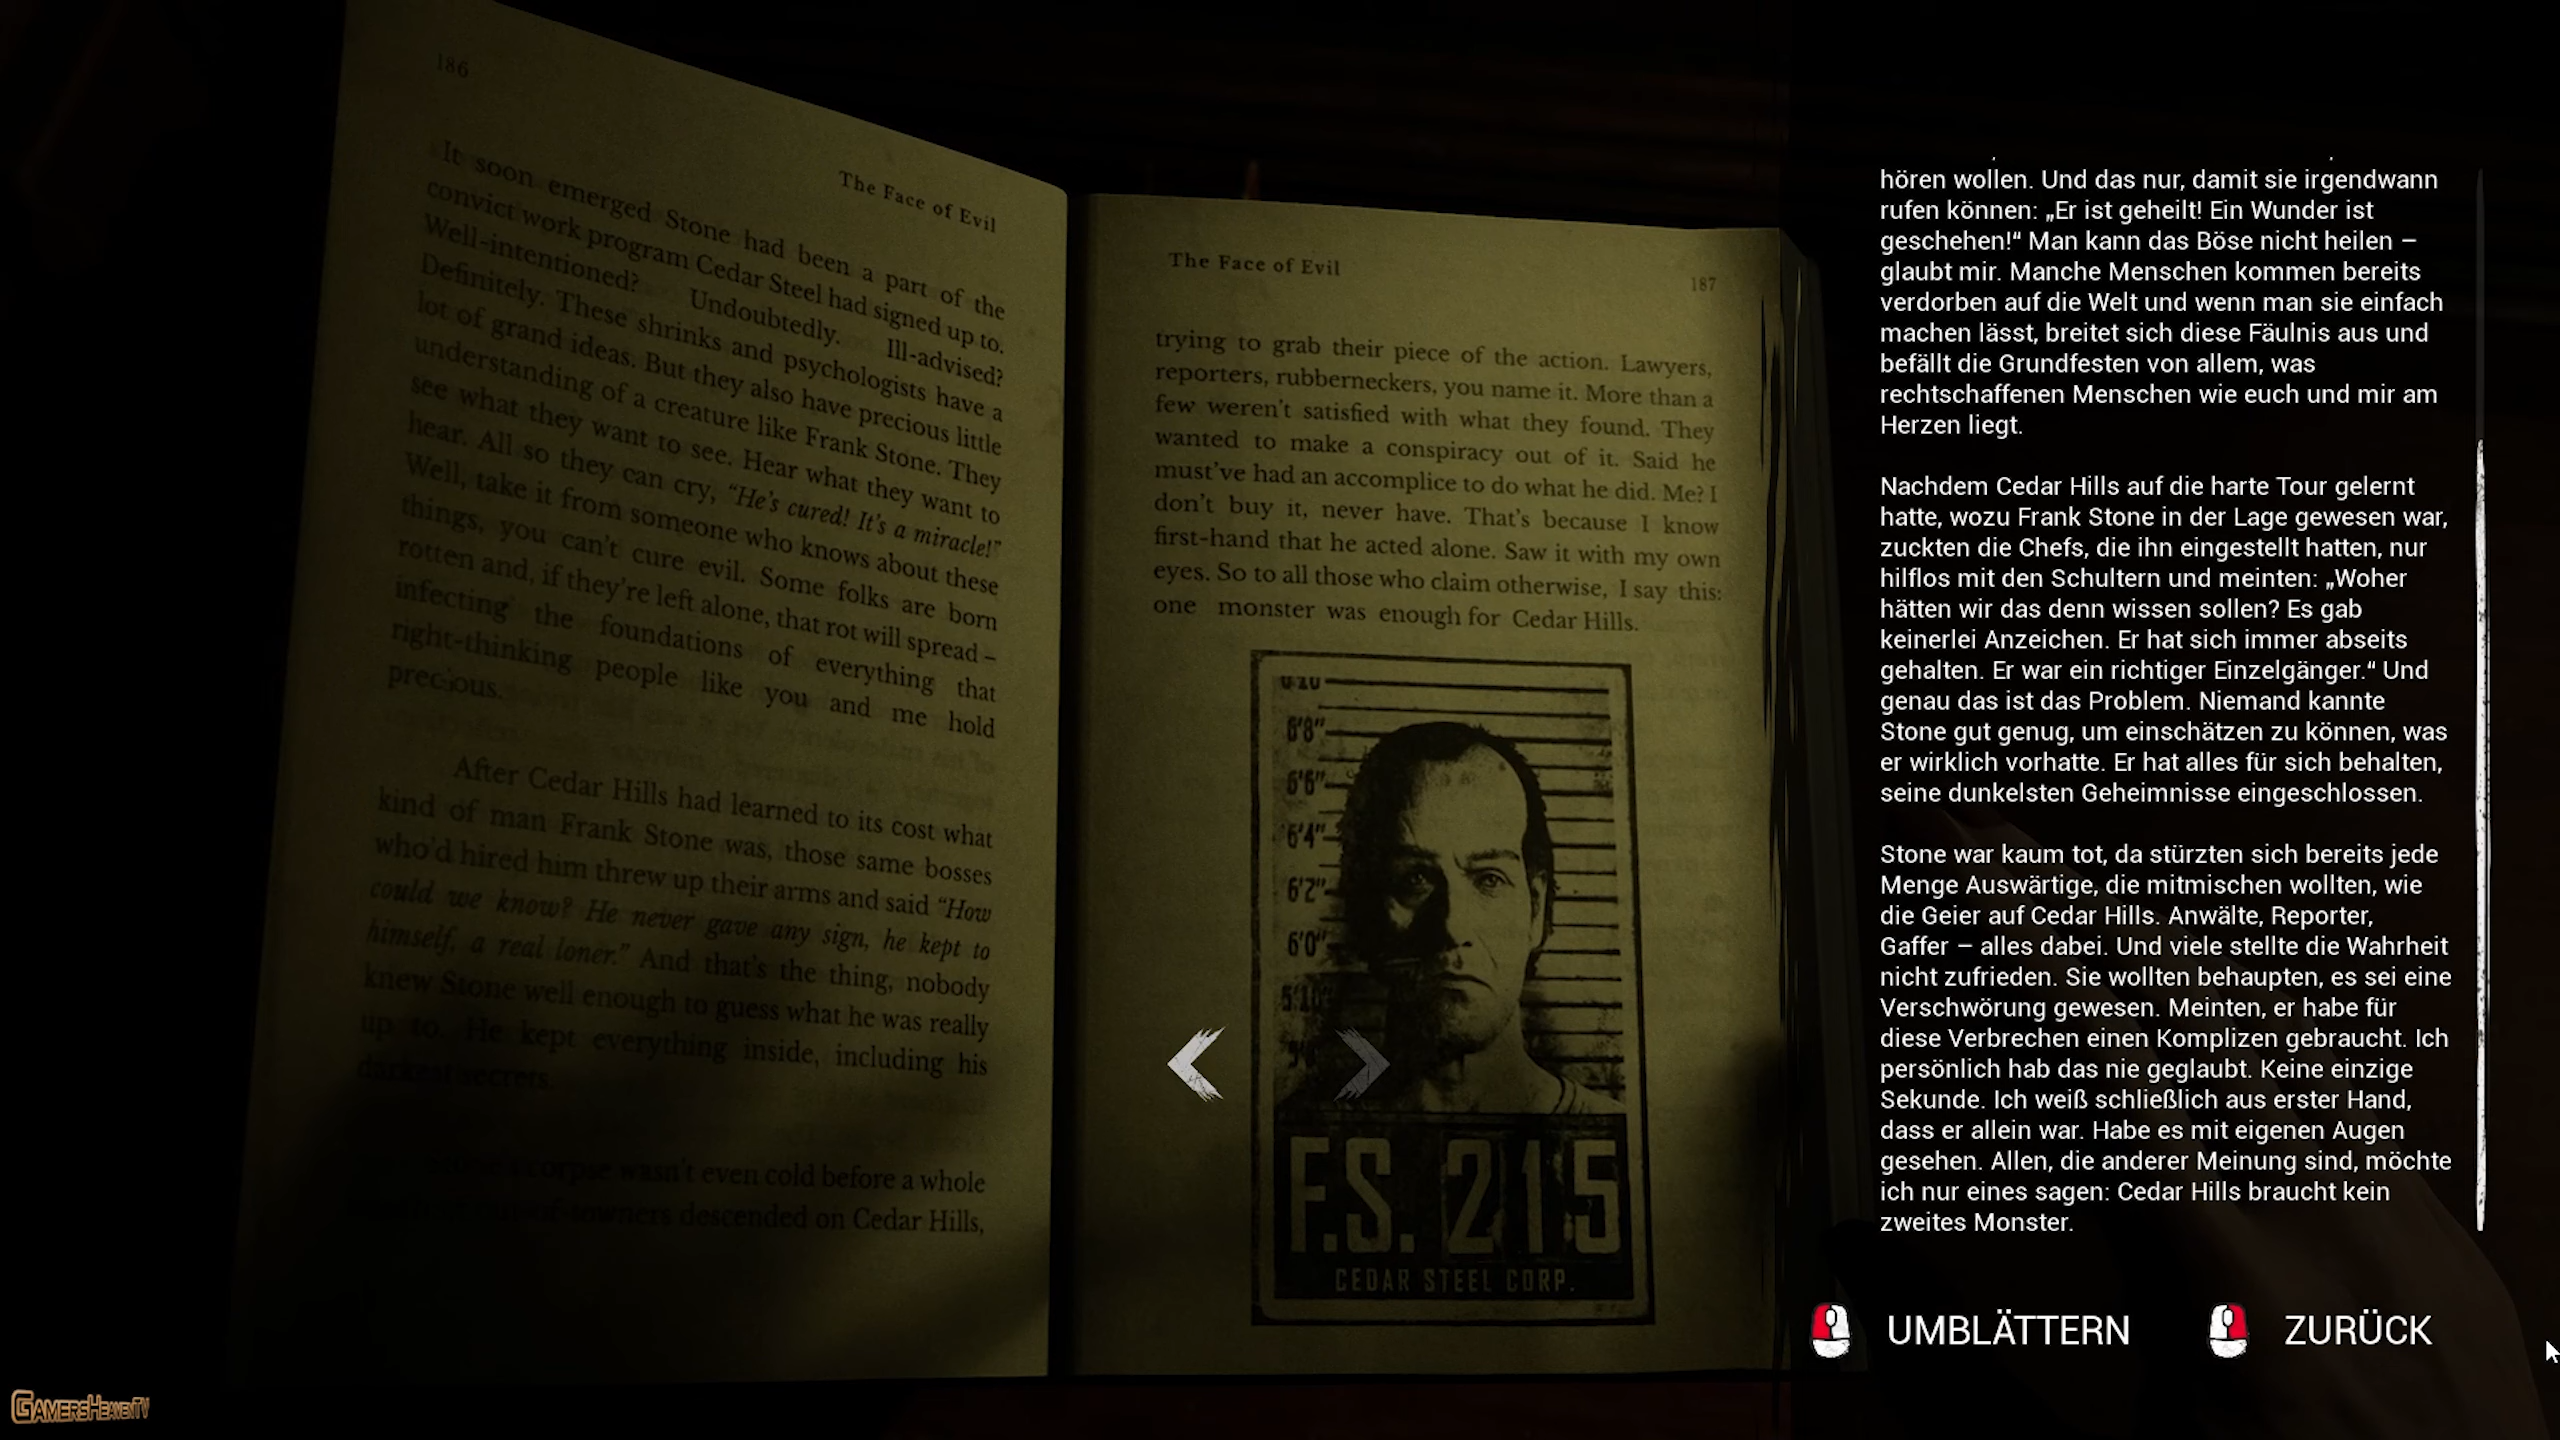 186
The Face of Evil
It soon emerged Stone had been a part of the
convict work program Cedar Steel had signed up to.
Well-intentioned? Undoubtedly. Ill-advised?
Definitely. These shrinks and psychologists have a
lot of grand ideas. But they also have precious little
understanding of a creature like Frank Stone. They
see what they want to see. Hear what they want to
hear. All so they can cry, “He's cured! It's a miracle!”
Well, take it from someone who knows about these
things, you can't cure evil. Some folks are born
rotten and, if they're left alone, that rot will spread –
infecting the foundations of everything that
right-thinking people like you and me hold
precious.
After Cedar Hills had learned to its cost what
kind of man Frank Stone was, those same bosses
who'd hired him threw up their arms and said “How
could we know? He never gave any sign, he kept to
himself, a real loner.” And that's the thing, nobody
knew Stone well enough to guess what he was really
up to. He kept everything inside, including his
darkest secrets
corpse wasn't even cold before a whole
out-of-towners descended on Cedar Hills,
The Face of Evil
187
trying to grab their piece of the action. Lawyers,
reporters, rubberneckers, you name it. More than a
few weren't satisfied with what they found. They
wanted to make a conspiracy out of it. Said he
must've had an accomplice to do what he did. Me? I
don't buy it, never have. That's because I know
first-hand that he acted alone. Saw it with my own
eyes. So to all those who claim otherwise, I say this:
one monster was enough for Cedar Hills.
6'8"
6'6"
6'4"
6'2"
6'0"
5'10"
F.S. 215
CEDAR STEEL CORP.
hören wollen. Und das nur, damit sie irgendwann
rufen können: „Er ist geheilt! Ein Wunder ist
geschehen!“ Man kann das Böse nicht heilen –
glaubt mir. Manche Menschen kommen bereits
verdorben auf die Welt und wenn man sie einfach
machen lässt, breitet sich diese Fäulnis aus und
befällt die Grundfesten von allem, was
rechtschaffenen Menschen wie euch und mir am
Herzen liegt.
Nachdem Cedar Hills auf die harte Tour gelernt
hatte, wozu Frank Stone in der Lage gewesen war,
zuckten die Chefs, die ihn eingestellt hatten, nur
hilflos mit den Schultern und meinten: „Woher
hätten wir das denn wissen sollen? Es gab
keinerlei Anzeichen. Er hat sich immer abseits
gehalten. Er war ein richtiger Einzelgänger.“ Und
genau das ist das Problem. Niemand kannte
Stone gut genug, um einschätzen zu können, was
er wirklich vorhatte. Er hat alles für sich behalten,
seine dunkelsten Geheimnisse eingeschlossen.
Stone war kaum tot, da stürzten sich bereits jede
Menge Auswärtige, die mitmischen wollten, wie
die Geier auf Cedar Hills. Anwälte, Reporter,
Gaffer – alles dabei. Und viele stellte die Wahrheit
nicht zufrieden. Sie wollten behaupten, es sei eine
Verschwörung gewesen. Meinten, er habe für
diese Verbrechen einen Komplizen gebraucht. Ich
persönlich hab das nie geglaubt. Keine einzige
Sekunde. Ich weiß schließlich aus erster Hand,
dass er allein war. Habe es mit eigenen Augen
gesehen. Allen, die anderer Meinung sind, möchte
ich nur eines sagen: Cedar Hills braucht kein
zweites Monster.
UMBLÄTTERN ZURÜCK
GAMERSHEAVENTV